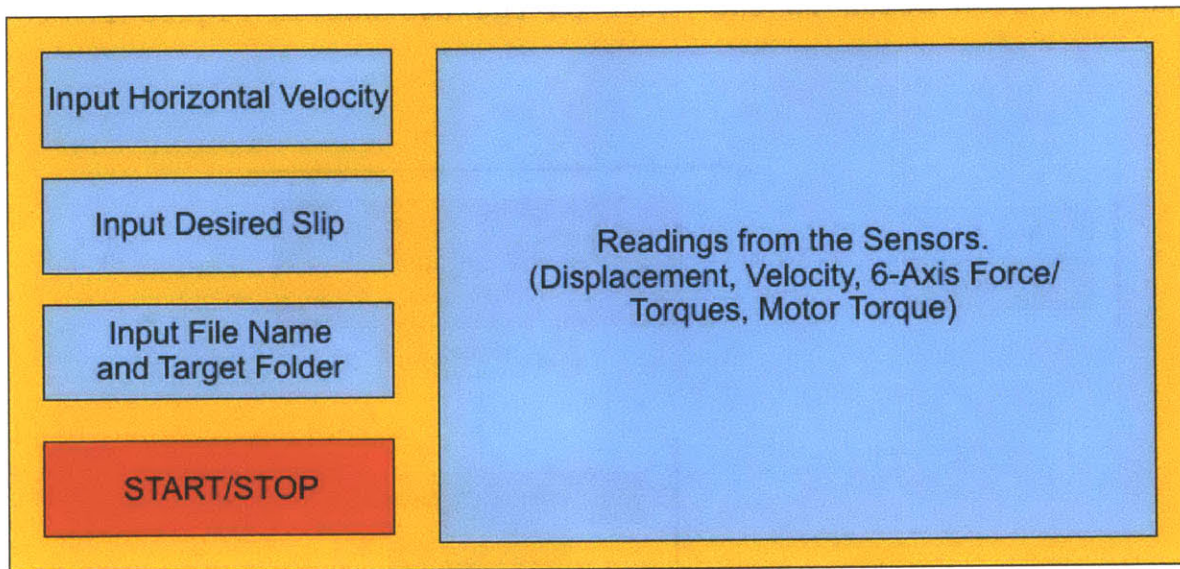 Input Horizontal Velocity
Input Desired Slip
Input File Name
and Target Folder
START/STOP
Readings from the Sensors.
(Displacement, Velocity, 6-Axis Force/
Torques, Motor Torque)